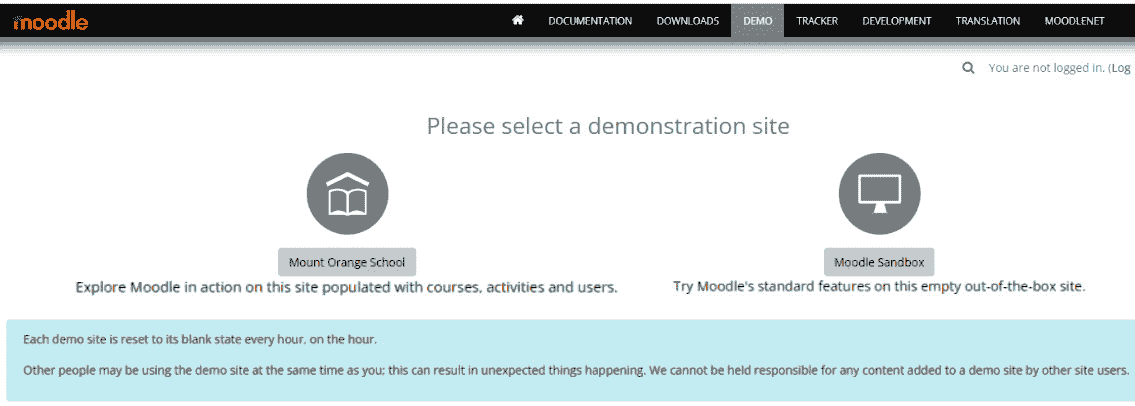 moodle
DOCUMENTATION DOWNLOADS DEMO TRACKER DEVELOPMENT TRANSLATION MOODLENET
You are not logged in. (Log
Please select a demonstration site
Mount Orange School Moodle Sandbox
Explore Moodle in action on this site populated with courses, activities and users. Try Moodle's standard features on this empty out-of-the-box site.
Each demo site is reset to its blank state every hour, on the hour.
Other people may be using the demo site at the same time as you; this can result in unexpected things happening. We cannot be held responsible for any content added to a demo site by other site users.